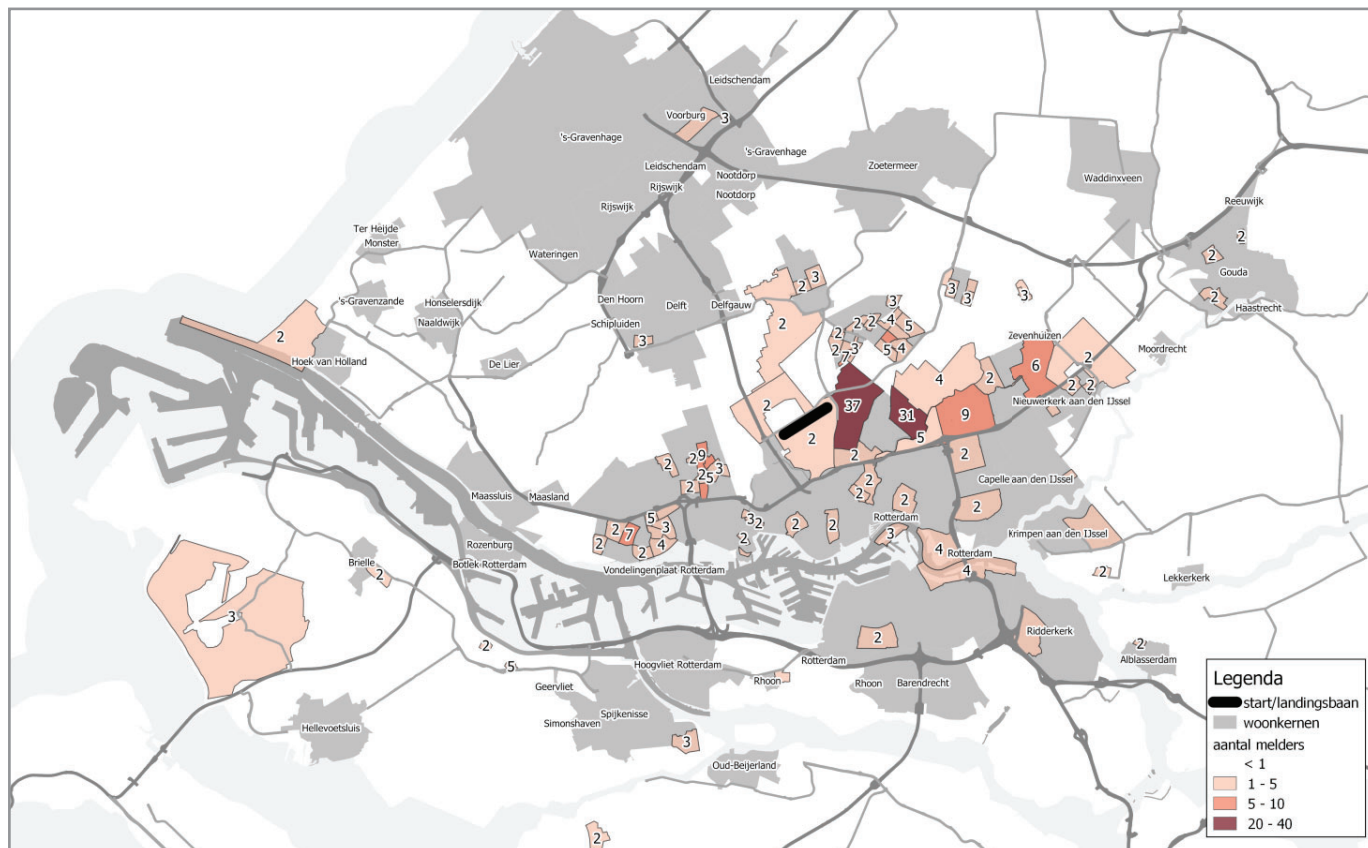 Leidschendam
Voorburg
3
's-Gravenhage
's-Gravenhage
Leidschendam
Zoetermeer
Nootdorp
Waddinxveen
Rijswijk
Nootdorp
Rijswijk
Reeuwijk
Ter Heijde
Monster
2
Wateringen
2
Gouda
Den Hoorn
Delft
Delfgauw
3
2
3
3
3
2
's-Gravenzande
Honselersdijk
Naaldwijk
Schipluiden
3
3
Haastrecht
2
2
2
2
2
4
5
Zevenhuizen
Hoek van Holland
De Lier
2
7
3
5
4
Moordrecht
6
2
4
2
2
2
2
37
31
9
Nieuwerkerk aan den IJssel
2
5
2
2
9
2
2
5
3
2
2
Capelle aan den IJssel
Maassluis
Maasland
2
2
2
5
3
2
2
2
2
Rotterdam
2
7
3
3
Krimpen aan den IJssel
Rozenburg
2
2
4
2
4
Rotterdam
Botlek-Rotterdam
Vondelingenplaat Rotterdam
4
2
Lekkerkerk
Brielle
2
3
2
2
Ridderkerk
2
Alblasserdam
5
Hoogvliet Rotterdam
Rotterdam
Geervliet
Rhoon
Rhoon
Barendrecht
Spijkenisse
Simonshaven
Hellevoetsluis
3
Oud-Beijerland
2
Legenda
start/landingsbaan
woonkernen
aantal melders
< 1
1 - 5
5 - 10
20 - 40